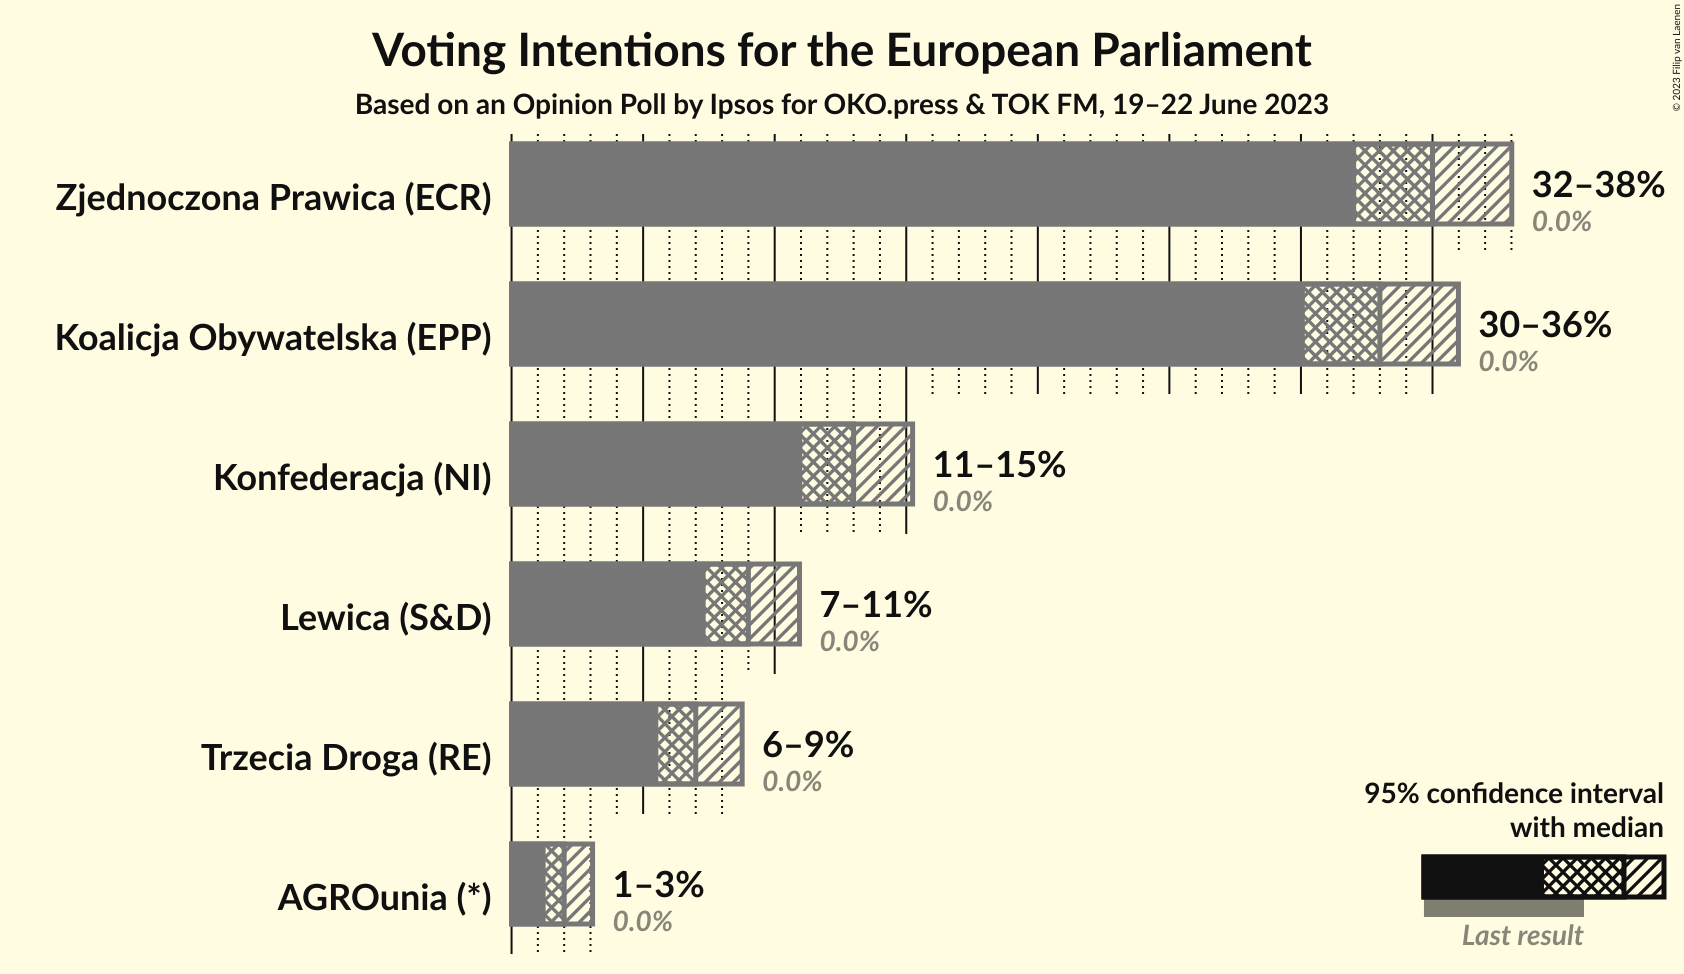 Voting Intentions for the European Parliament
Based on an Opinion Poll by Ipsos for OKO.press & TOK FM, 19–22 June 2023
© 2023 Filip van Laenen
Zjednoczona Prawica (ECR)
32–38%
0.0%
Koalicja Obywatelska (EPP)
30–36%
0.0%
Konfederacja (NI)
11–15%
0.0%
Lewica (S&D)
7–11%
0.0%
Trzecia Droga (RE)
6–9%
0.0%
AGROunia (*)
1–3%
0.0%
95% confidence interval
with median
Last result